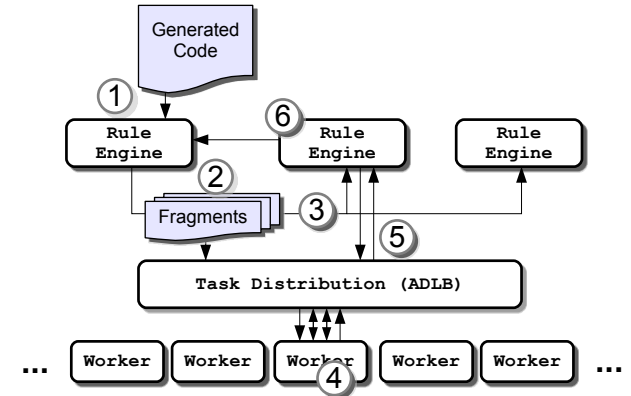 Generated
Code
1
6
Rule
Engine
Rule
Engine
Rule
Engine
2
Fragments
3
5
Task Distribution (ADLB)
...
Worker
Worker
Worker
Worker
Worker
...
4